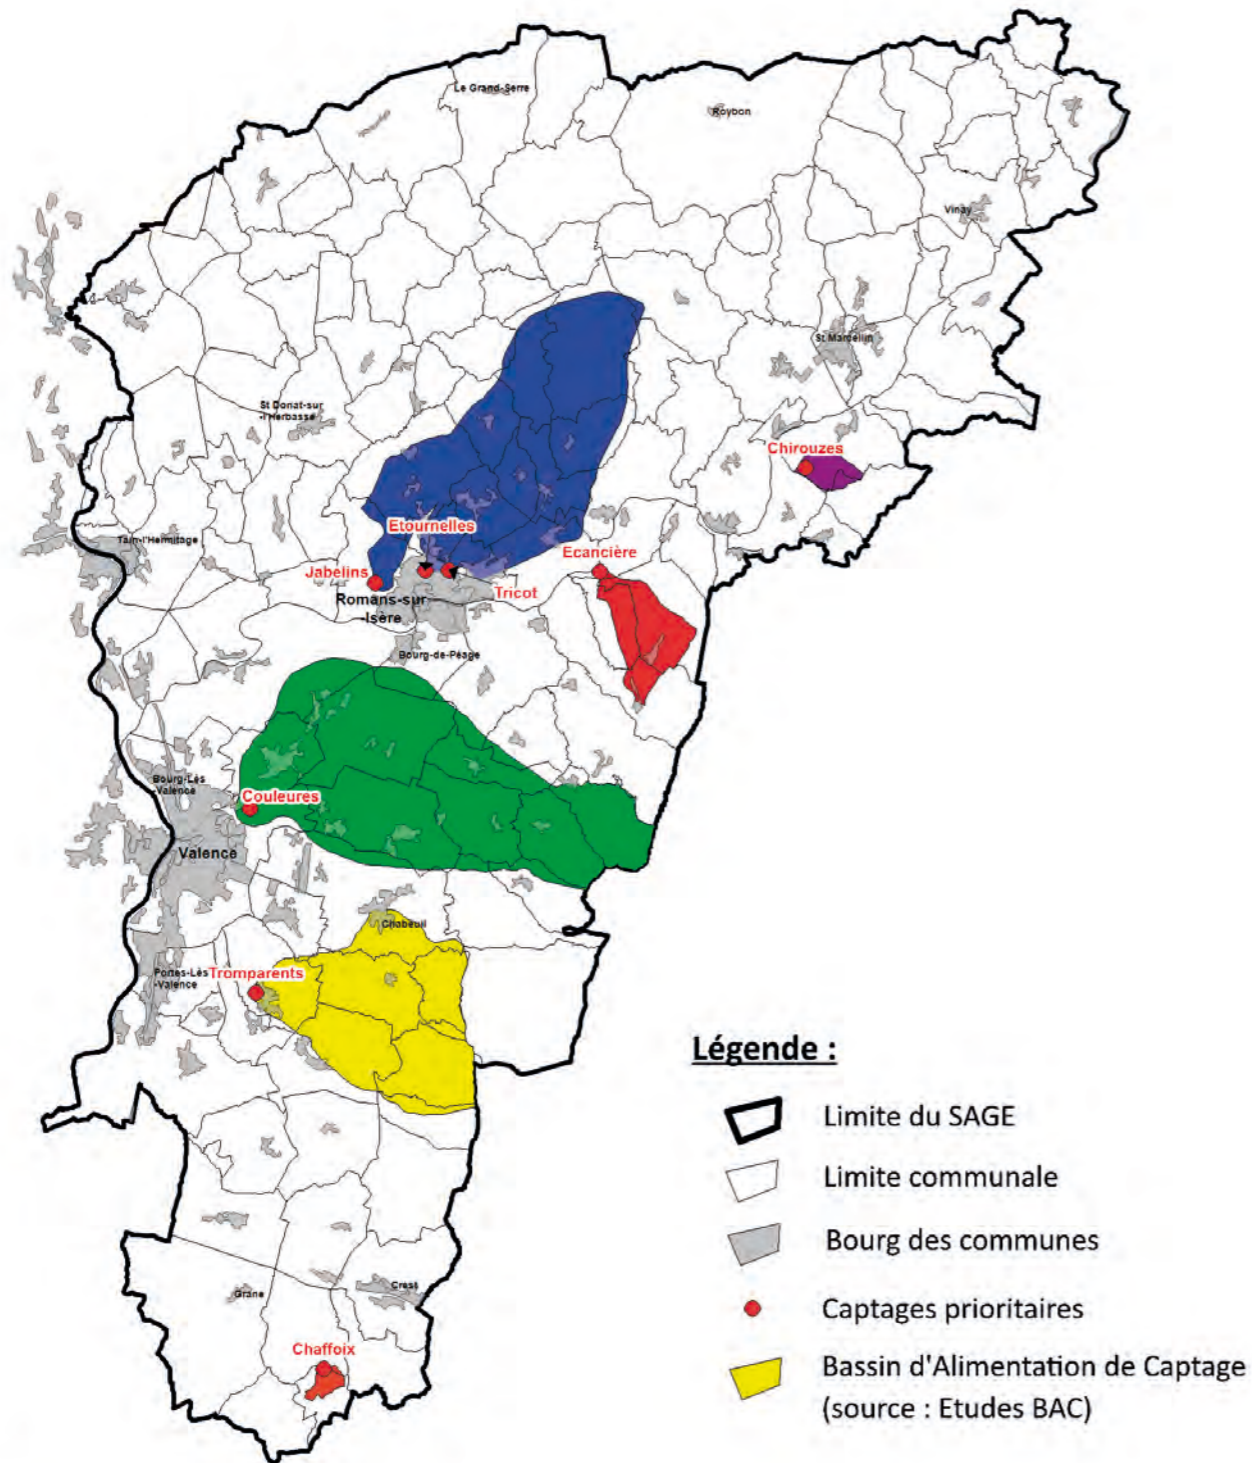 Le Grand-Serre
Roybon
Vinay
St Marcellin
St Donat-sur
-l'Herbasse
Chirouzes
Etournelles
Tain-l'Hermitage
Ecancière
Jabelins
Tricot
Romans-sur
-Isère
Bourg-de-Péage
Bourg-Lès
-Valence
Couleures
Valence
Chabeuil
Portes-Lès
-Valence
Tromparents
Légende :
Limite du SAGE
Limite communale
Bourg des communes
Grâne
Crest
Captages prioritaires
Chaffoix
Bassin d'Alimentation de Captage
(source : Etudes BAC)